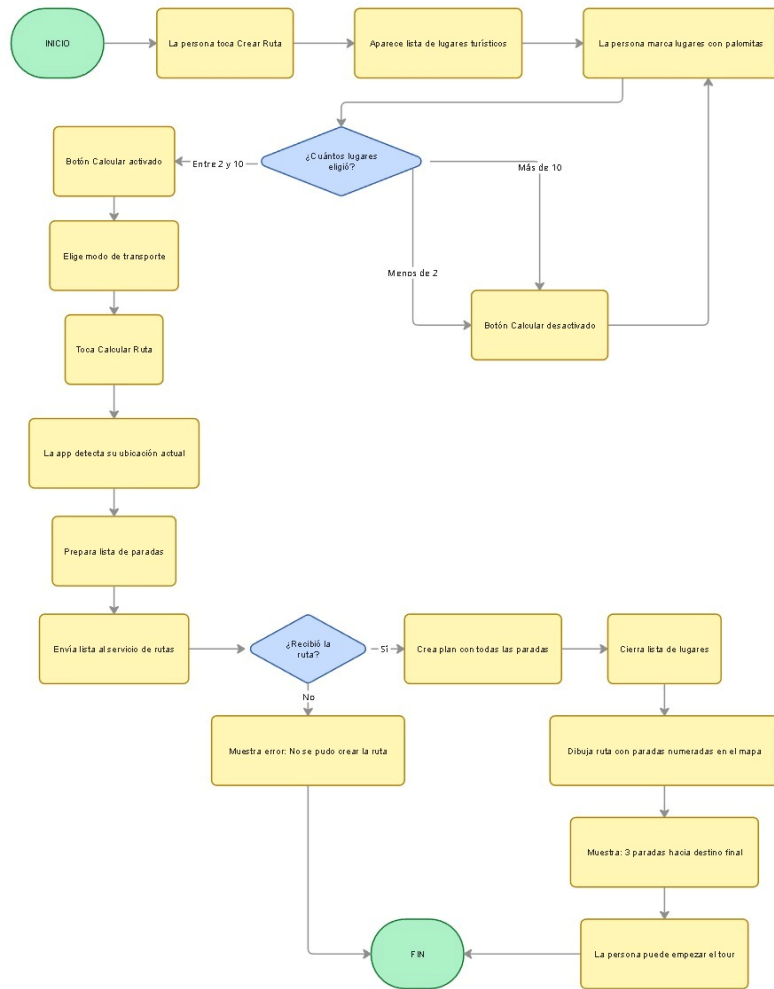 INICIO
La persona toca Crear Ruta
Aparece lista de lugares turísticos
La persona marca lugares con palomitas
¿Cuántos lugares
eligió?
Entre 2 y 10
Más de 10
Menos de 2
Botón Calcular activado
Botón Calcular desactivado
Elige modo de transporte
Toca Calcular Ruta
La app detecta su ubicación actual
Prepara lista de paradas
Envía lista al servicio de rutas
¿Recibió la
ruta?
Sí
No
Crea plan con todas las paradas
Cierra lista de lugares
Muestra error: No se pudo crear la ruta
Dibuja ruta con paradas numeradas en el mapa
Muestra: 3 paradas hacia destino final
La persona puede empezar el tour
FIN